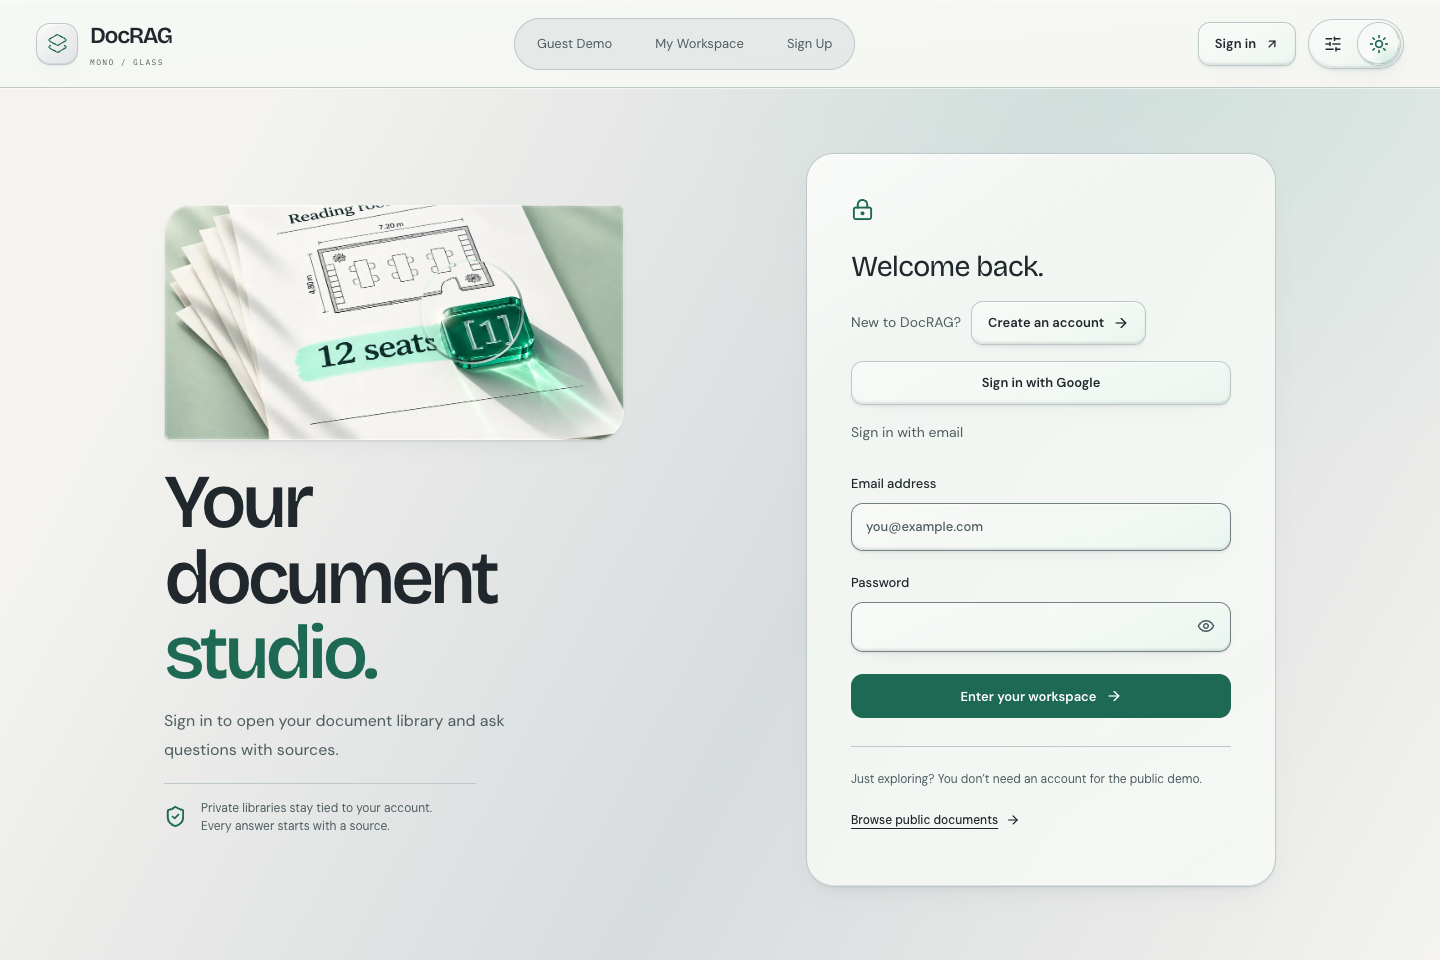 DocRAG
MONO / GLASS
Guest Demo
My Workspace
Sign Up
Sign in
7.20 m
12 seats
[1]
Your
document
studio.
Sign in to open your document library and ask
questions with sources.
Private libraries stay tied to your account.
Every answer starts with a source.
Welcome back.
New to DocRAG?
Create an account
Sign in with Google
Sign in with email
Email address
you@example.com
Password
Enter your workspace
Just exploring? You don’t need an account for the public demo.
Browse public documents